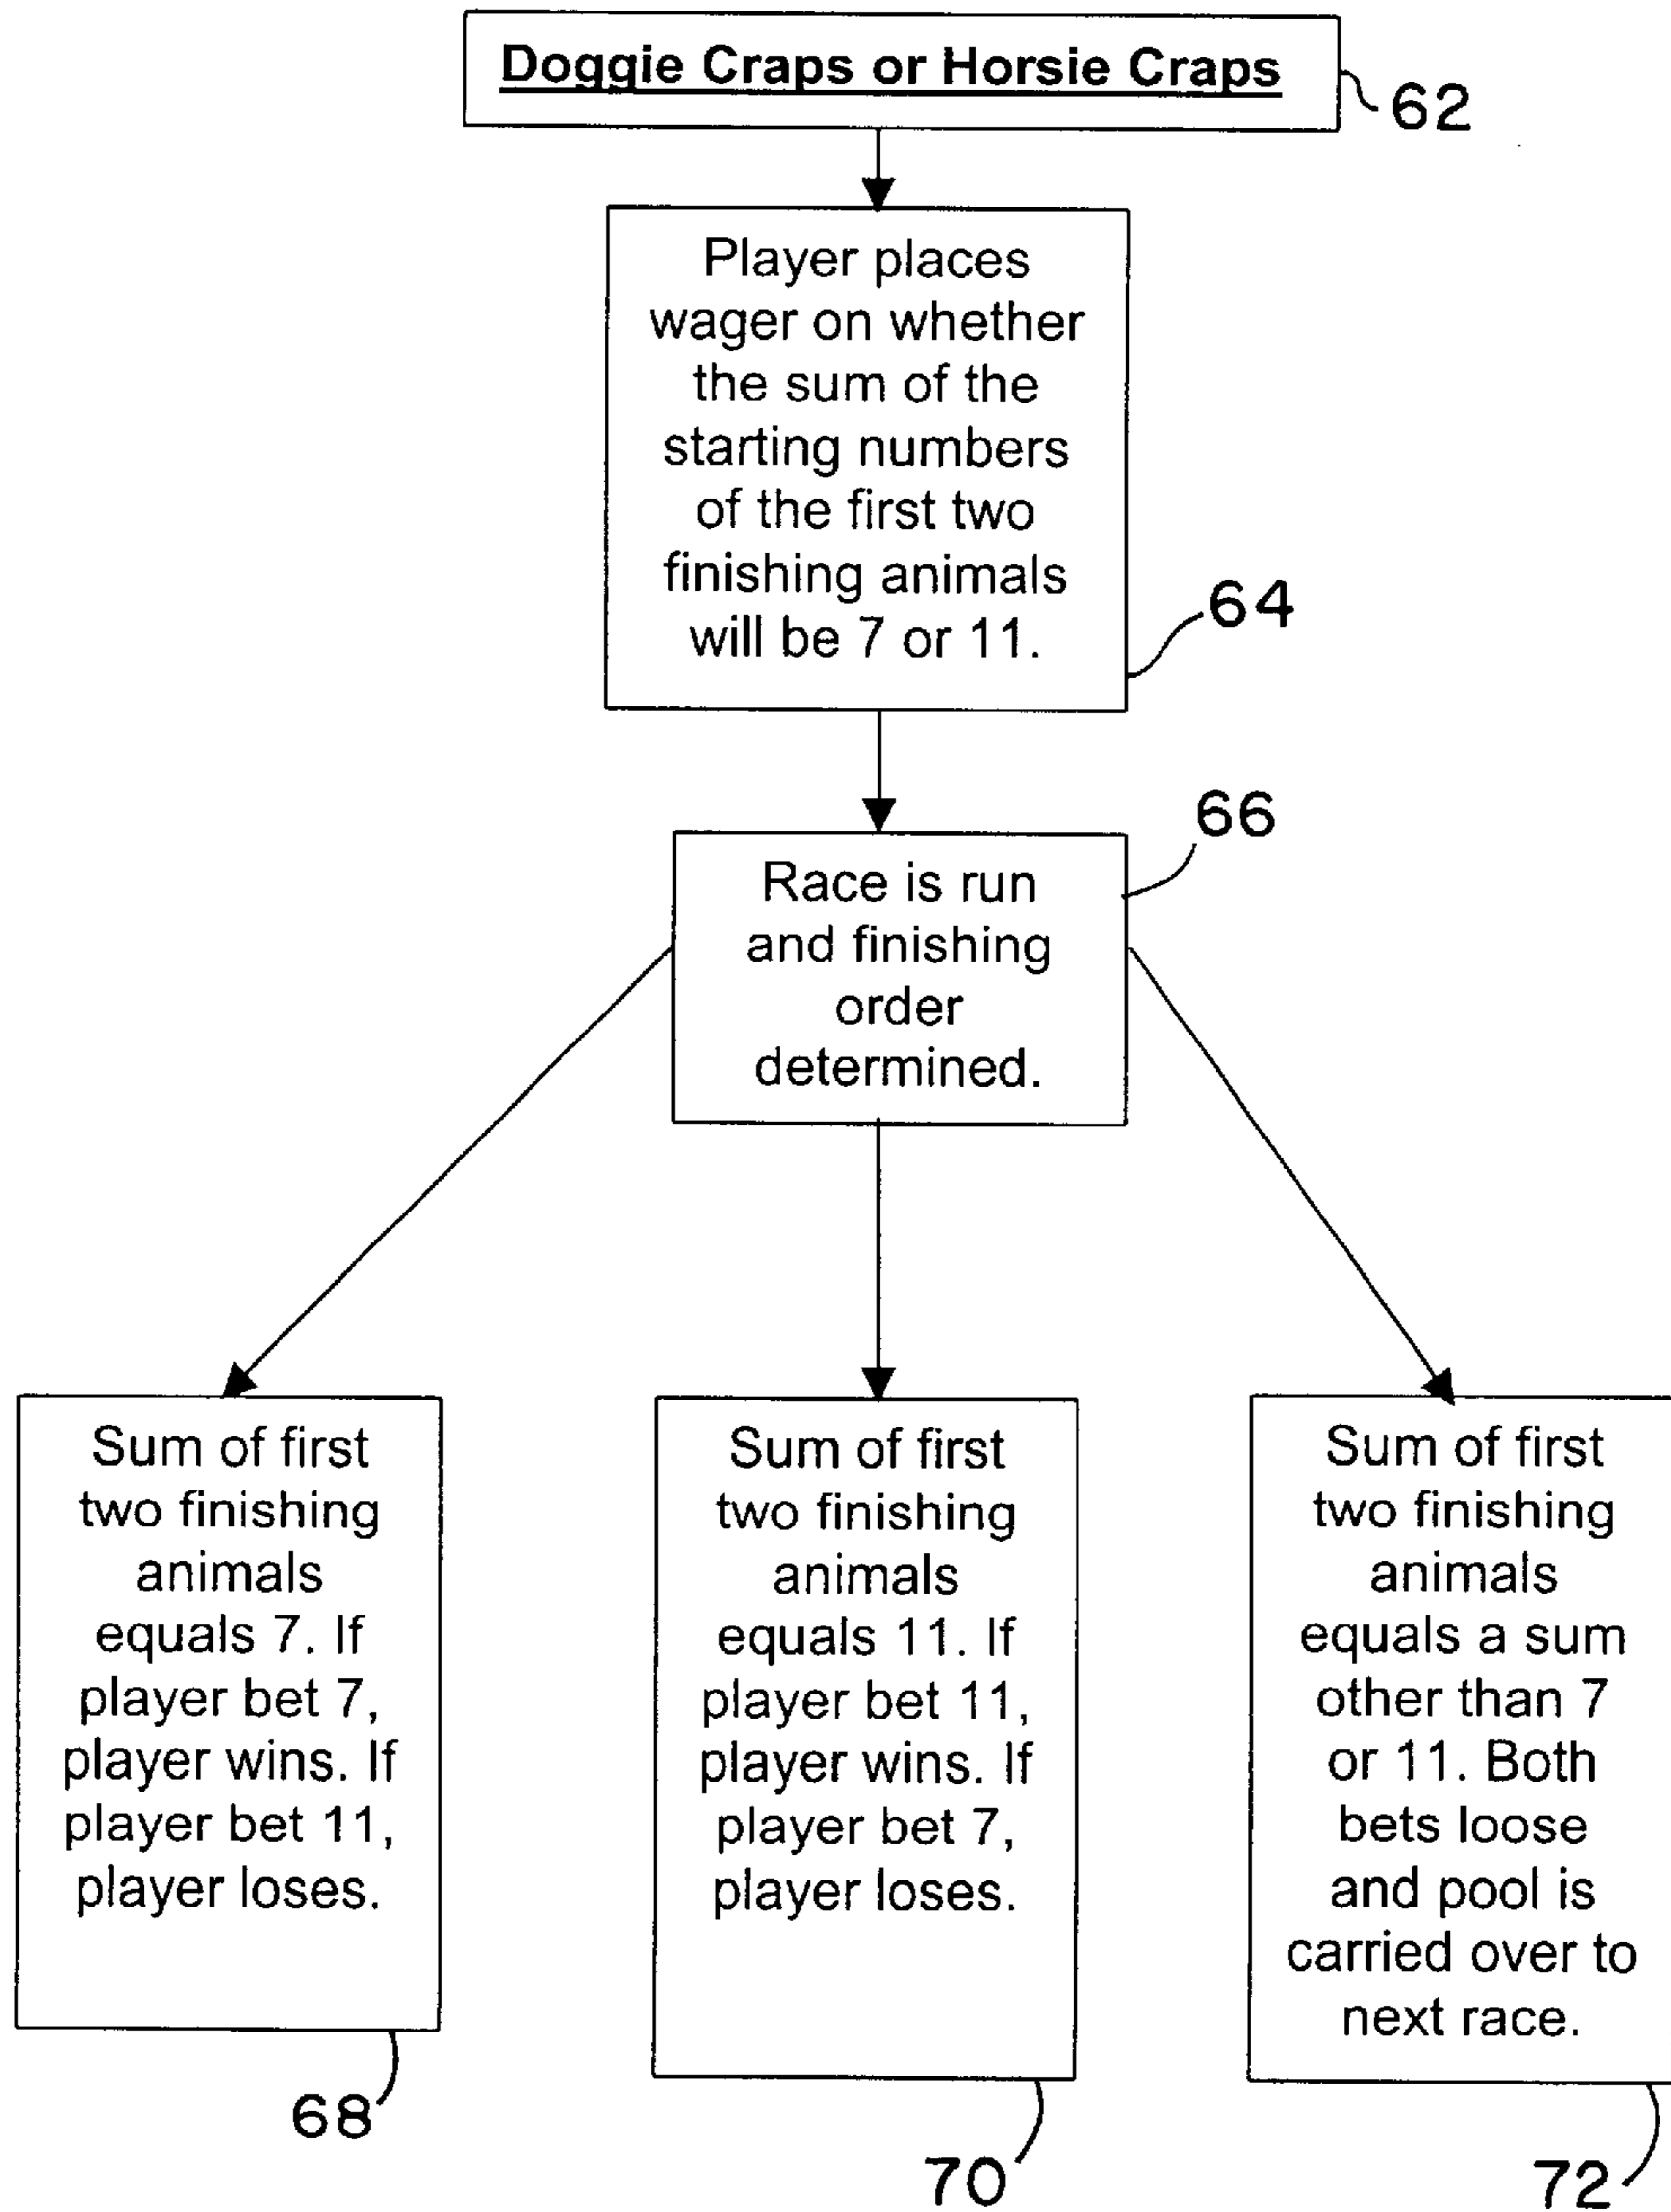 Doggie Craps or Horsie Craps
62
Player places
wager on whether
the sum of the
starting numbers
of the first two
finishing animals
will be 7 or 11.
64
66
Race is run
and finishing
order
determined.
Sum of first
two finishing
animals
equals 7. If
player bet 7,
player wins. If
player bet 11,
player loses.
68
Sum of first
two finishing
animals
equals 11. If
player bet 11,
player wins. If
player bet 7,
player loses.
70
Sum of first
two finishing
animals
equals a sum
other than 7
or 11. Both
bets loose
and pool is
carried over to
next race.
72